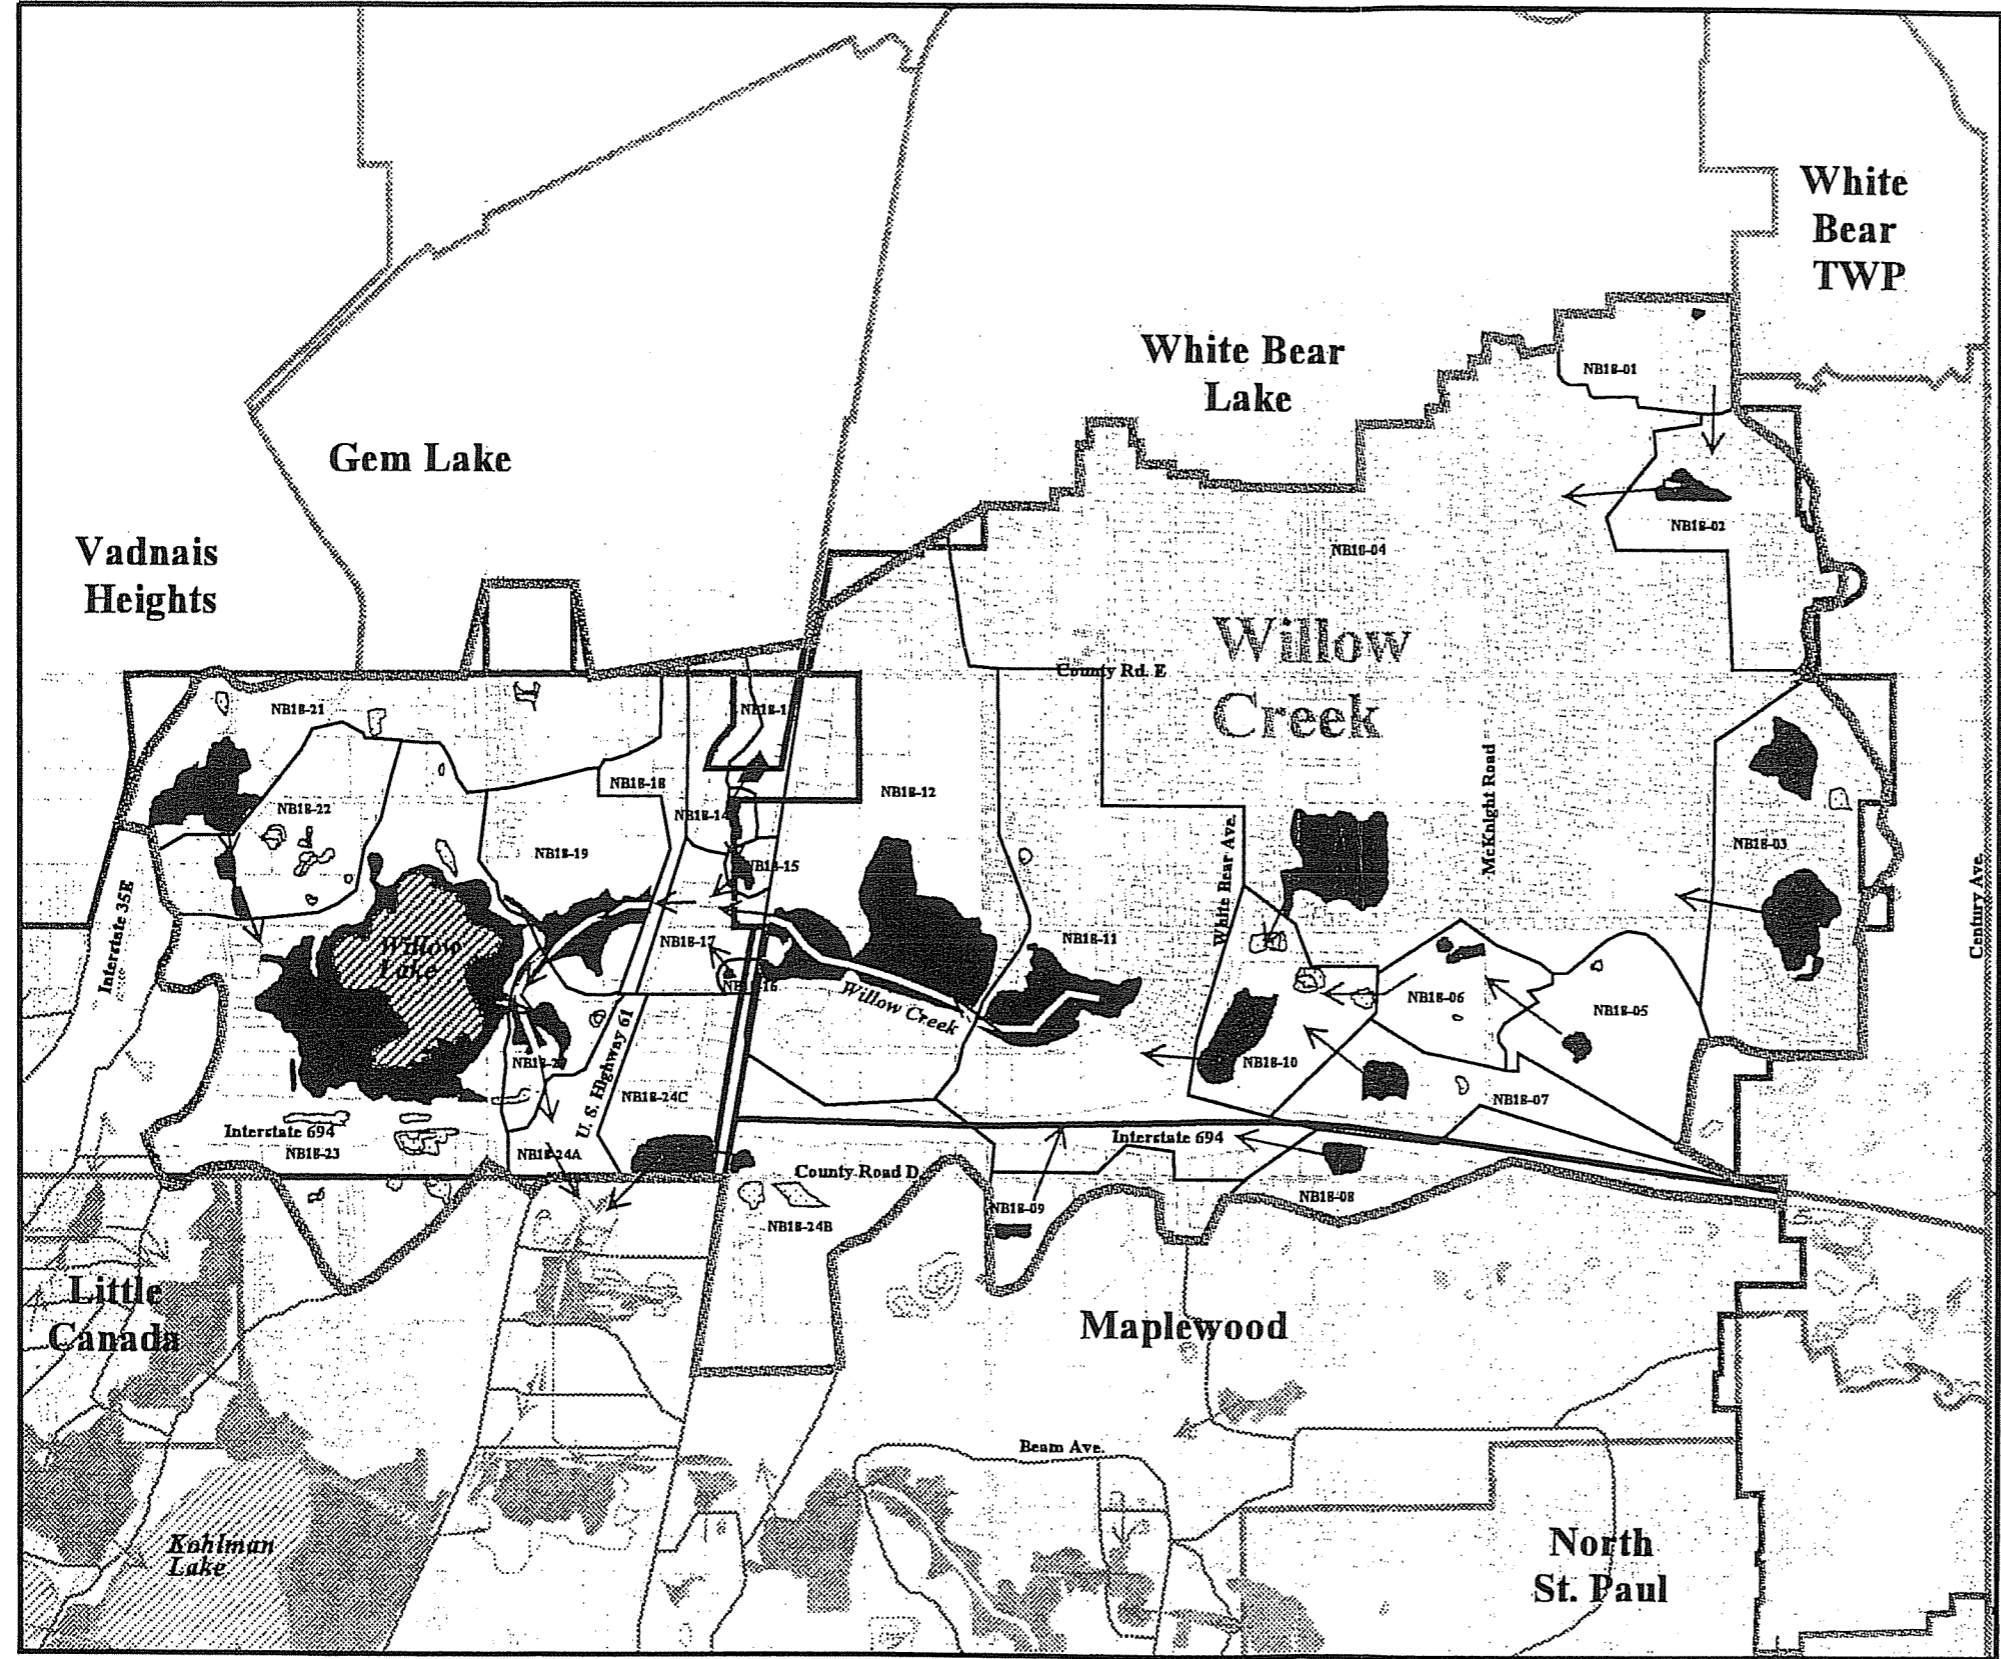 White
Bear
TWP
White Bear
Lake
NB18-01
Gem Lake
NB18-02
Vadnais
Heights
NB18-04
Willow
Creek
County Rd. E
NB18-21
NB18-1
NB18-18
NB18-12
NB18-22
NB18-14
McKnight Road
NB18-03
White Bear Ave.
NB18-19
NB18-15
Interstate 35E
Century Ave.
Willow
Lake
NB18-17
NB18-11
NB18-16
Willow Creek
NB18-06
NB18-05
U. S. Highway 61
NB18-10
NB18-24C
NB18-07
Interstate 694
NB18-23
NB18-24A
Interstate 694
County Road D
NB18-08
NB18-09
NB18-24B
Little
Canada
Maplewood
Beam Ave.
Kohlman
Lake
North
St. Paul